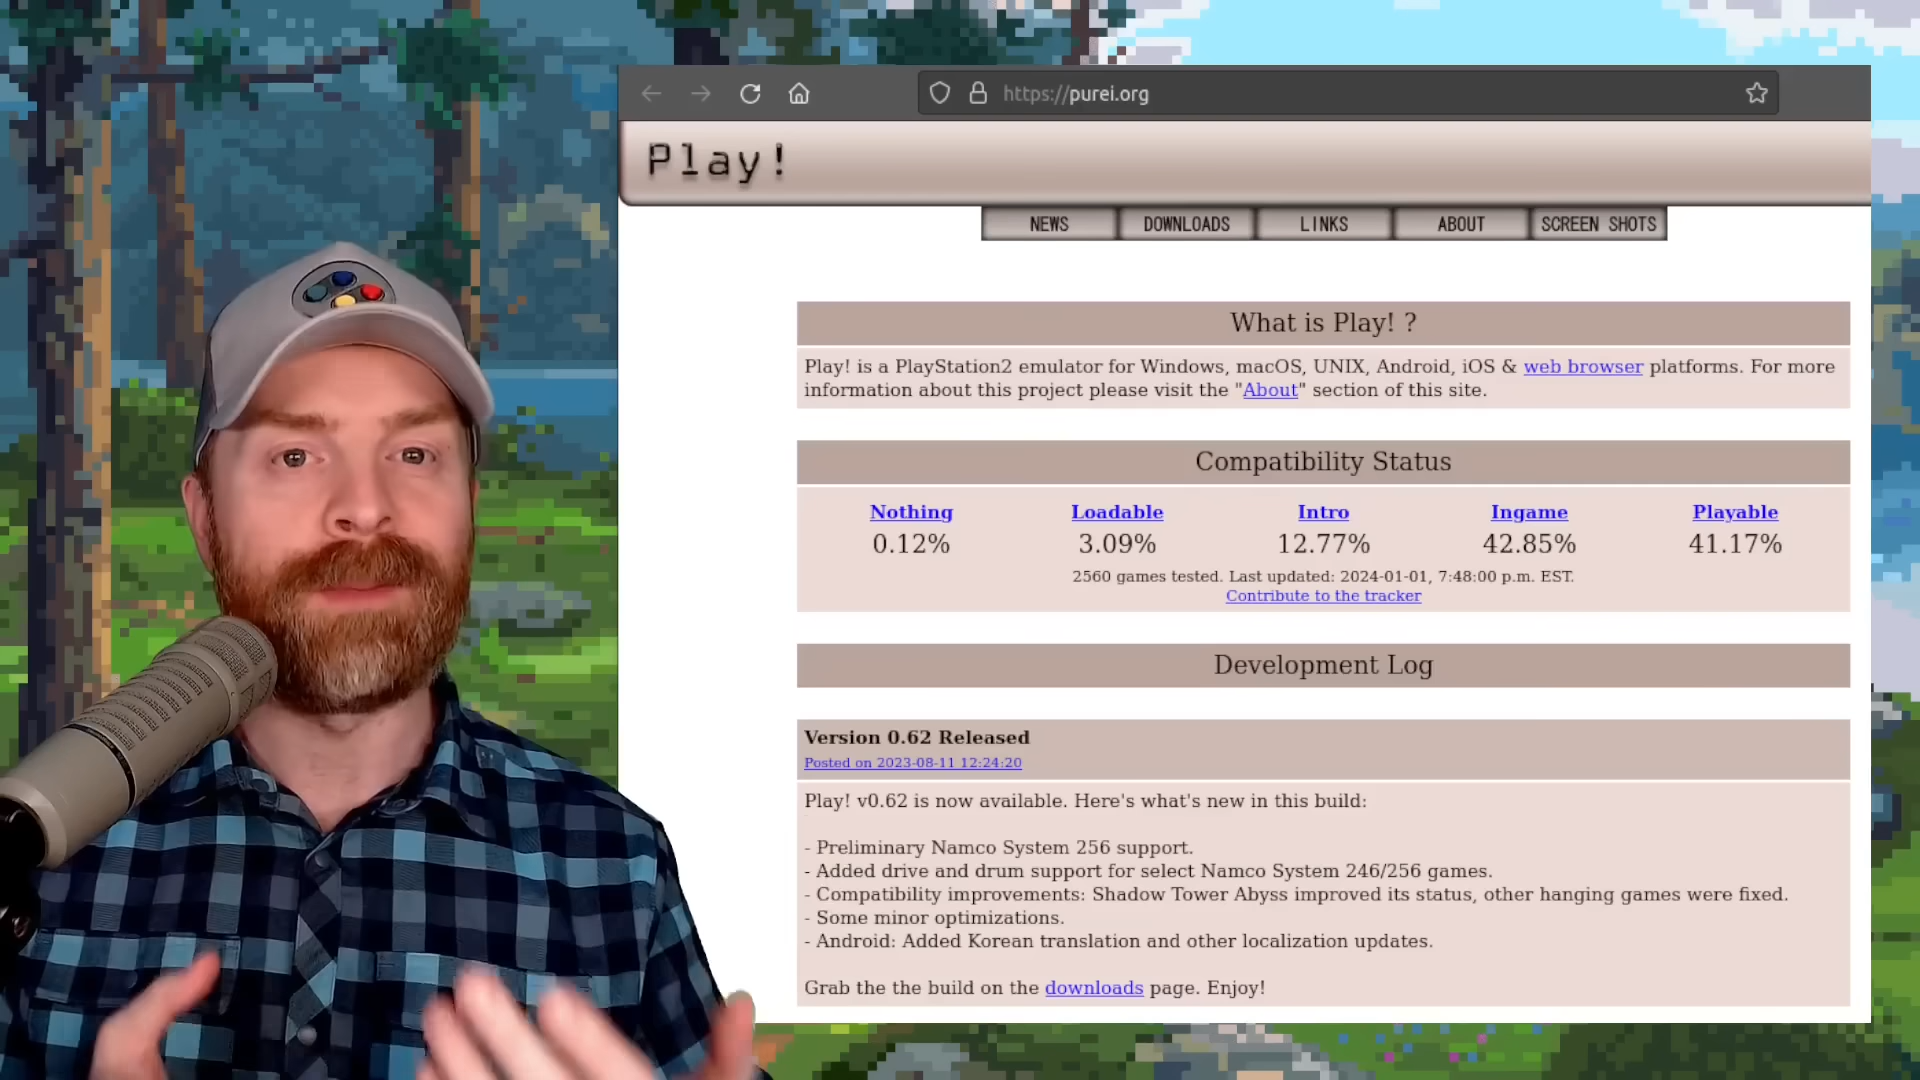 https://purei.org
Play!
NEWS DOWNLOADS LINKS ABOUT SCREEN SHOTS
What is Play! ?
Play! is a PlayStation2 emulator for Windows, macOS, UNIX, Android, iOS & web browser platforms. For more
information about this project please visit the "About" section of this site.
Compatibility Status
Nothing Loadable Intro Ingame Playable
0.12% 3.09% 12.77% 42.85% 41.17%
2560 games tested. Last updated: 2024-01-01, 7:48:00 p.m. EST.
Contribute to the tracker
Development Log
Version 0.62 Released
Posted on 2023-08-11 12:24:20
Play! v0.62 is now available. Here's what's new in this build:
- Preliminary Namco System 256 support.
- Added drive and drum support for select Namco System 246/256 games.
- Compatibility improvements: Shadow Tower Abyss improved its status, other hanging games were fixed.
- Some minor optimizations.
- Android: Added Korean translation and other localization updates.
Grab the the build on the downloads page. Enjoy!